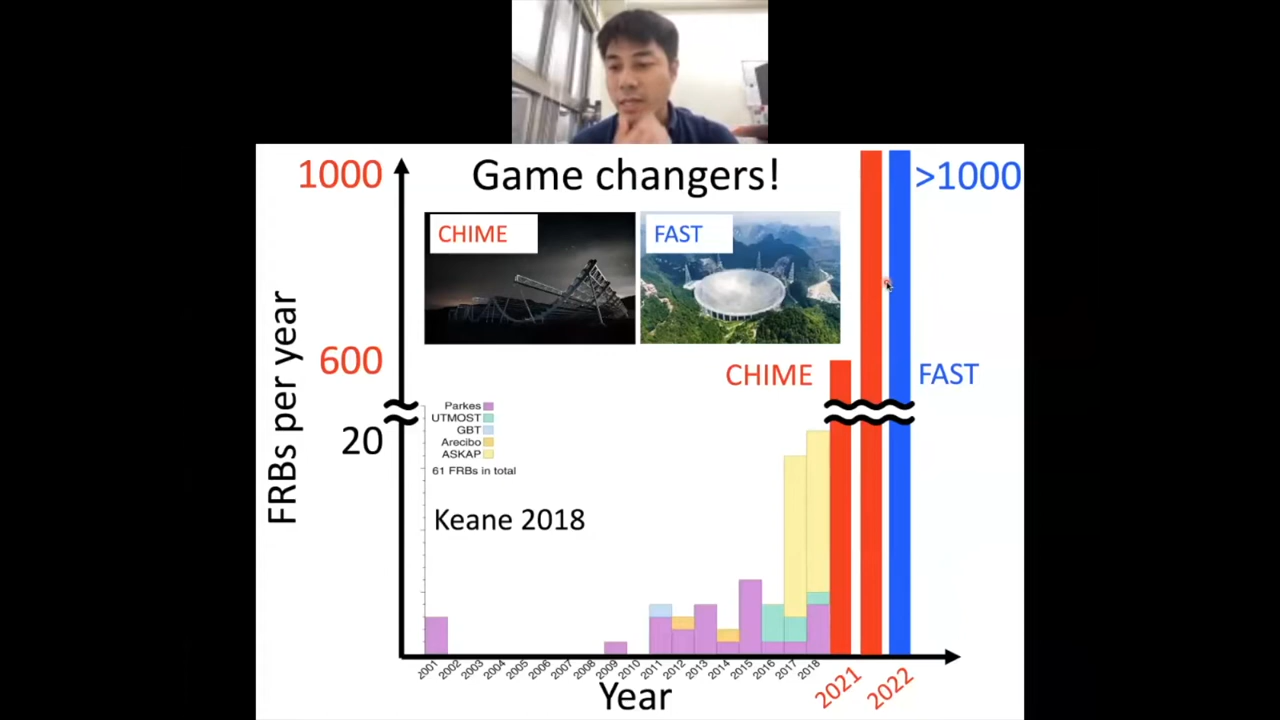 Game changers!
1000
>1000
CHIME
FAST
FRBs per year
600
CHIME
FAST
Parkes
UTMOST
GBT
Arecibo
ASKAP
61 FRBs in total
20
Keane 2018
2001 2002 2003 2004 2005 2006 2007 2008 2009 2010 2011 2012 2013 2014 2015 2016 2017 2018
2021 2022
Year